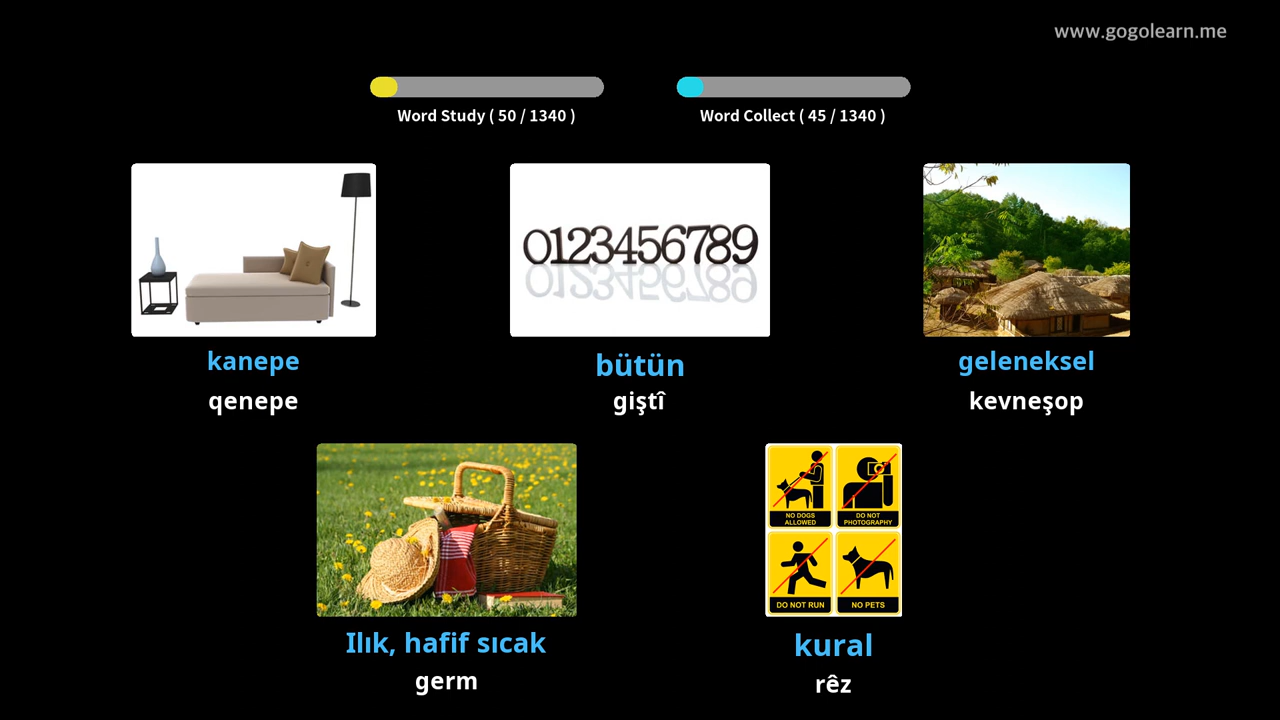 www.gogolearn.me
Word Study ( 50 / 1340 )
Word Collect ( 45 / 1340 )
0123456789
kanepe
qenepe
bütün
giştî
geleneksel
kevneşop
NO DOGS
ALLOWED
DO NOT
PHOTOGRAPHY
DO NOT RUN
NO PETS
Ilık, hafif sıcak
germ
kural
rêz